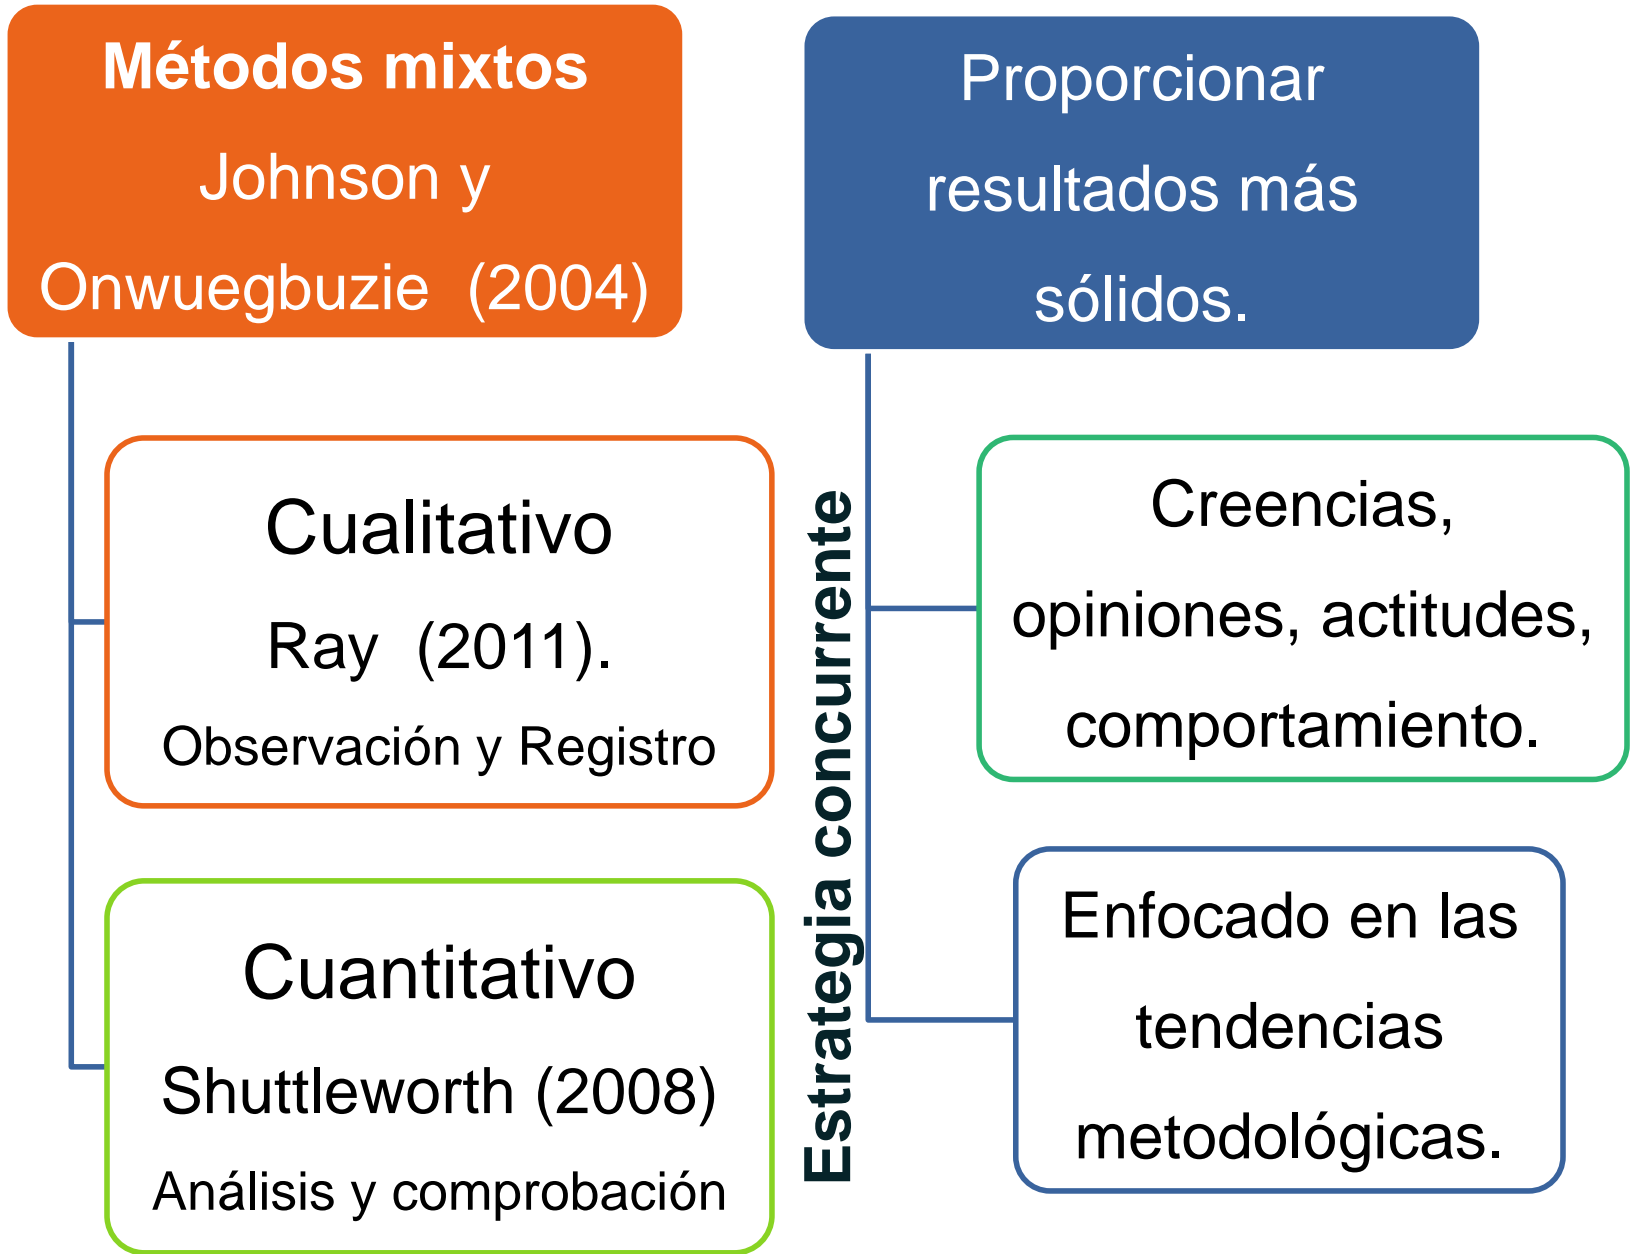 Métodos mixtos
Johnson y
Onwuegbuzie (2004)
Cualitativo
Ray (2011).
Observación y Registro
Cuantitativo
Shuttleworth (2008)
Análisis y comprobación
Estrategia concurrente
Proporcionar
resultados más
sólidos.
Creencias,
opiniones, actitudes,
comportamiento.
Enfocado en las
tendencias
metodológicas.